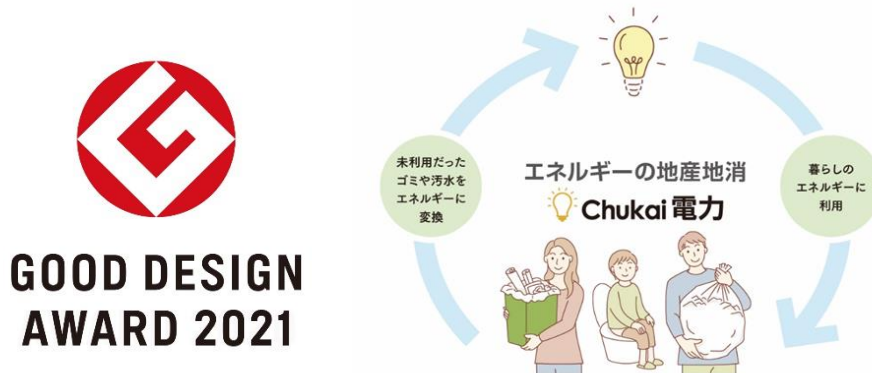 GOOD DESIGN
AWARD 2021
未利用だった
ゴミや汚水を
エネルギーに
変換
エネルギーの地産地消
Chukai電力
暮らしの
エネルギーに
利用